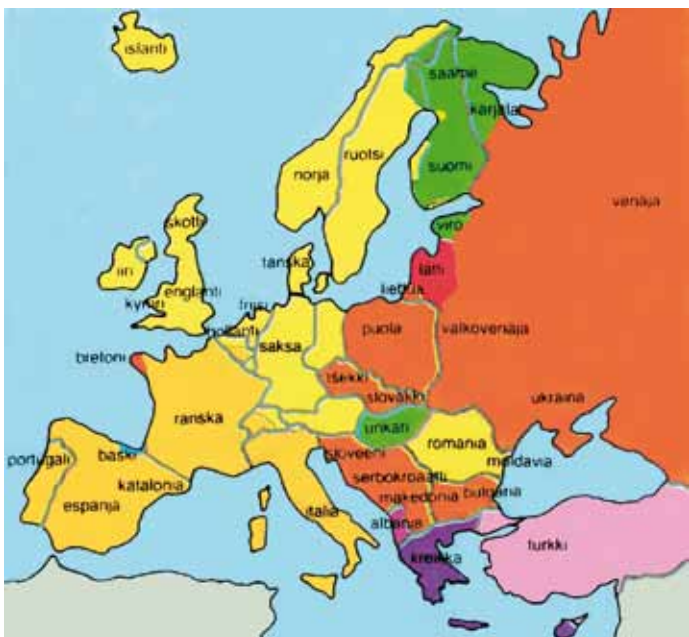 islanti
saame
karjala
ruotsi
norja
suomi
venäjä
skotti
viro
tanska
latti
iiri
liettua
englanti
kymri
friisi
hollanti
puola
valkovenäjä
saksa
bretoni
tšekki
slovakki
ukraina
ranska
unkari
romania
sloveeni
moldavia
baski
portugali
serbokroaatti
katalonia
makedonia
bulgaria
espanja
italia
albania
turkki
kreikka